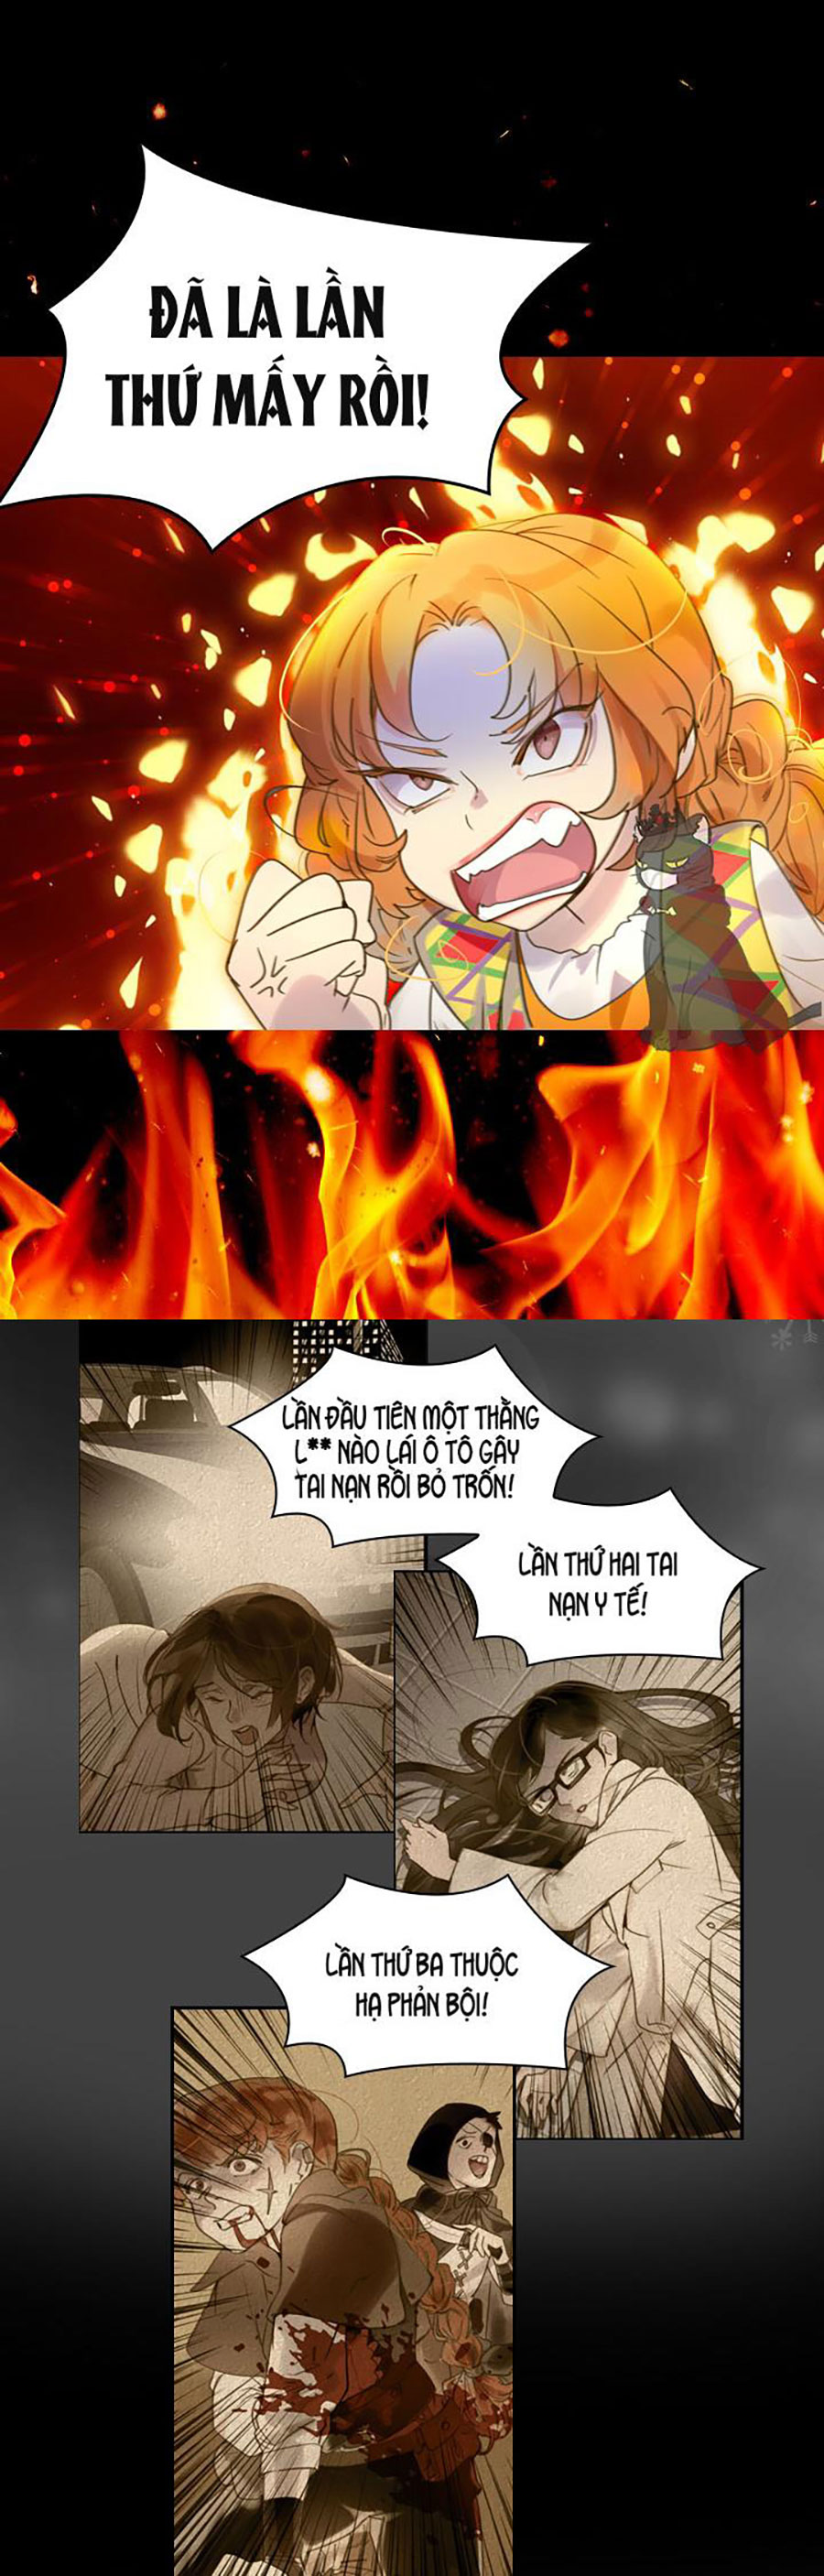 ĐÃ LÀ LẦN
THỨ MẤY RỒI!
LẦN ĐẦU TIÊN MỘT THẰNG
L** NÀO LÁI Ô TÔ GÂY
TAI NẠN RỒI BỎ TRỐN!
LẦN THỨ HAI TAI
NẠN Y TẾ!
LẦN THỨ BA THUỘC
HẠ PHẢN BỘI!